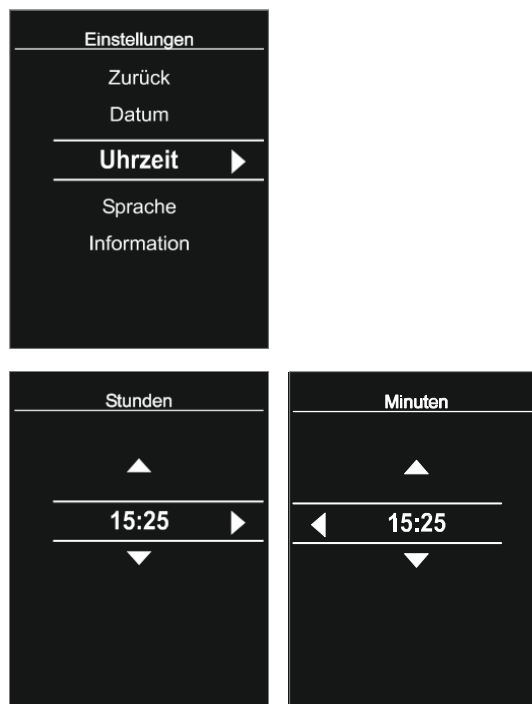 Einstellungen
Zurück
Datum
Uhrzeit
Sprache
Information
Stunden
15:25
Minuten
15:25